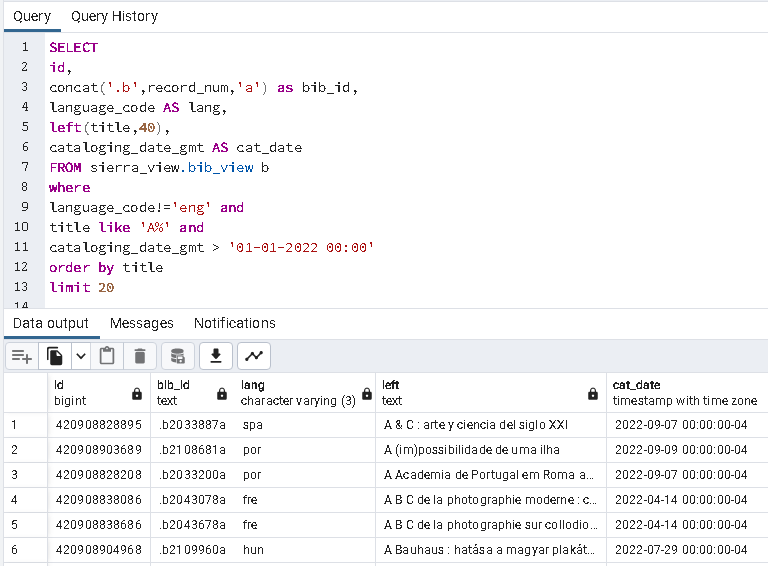 Query Query History
1 SELECT
2 id,
3 concat('.b',record_num,'a') as bib_id,
4 language_code AS lang,
5 left(title,40),
6 cataloging_date_gmt AS cat_date
7 FROM sierra_view.bib_view b
8 where
9 language_code!='eng' and
10 title like 'A%' and
11 cataloging_date_gmt > '01-01-2022 00:00'
12 order by title
13 limit 20
14
Data output Messages Notifications
id bib_id lang left cat_date
bigint text character varying (3) text timestamp with time zone
1 420908828895 .b2033887a spa A & C : arte y ciencia del siglo XXI 2022-09-07 00:00:00-04
2 420908903689 .b2108681a por A (im)possibilidade de uma ilha 2022-09-09 00:00:00-04
3 420908828208 .b2033200a por A Academia de Portugal em Roma a... 2022-09-07 00:00:00-04
4 420908838086 .b2043078a fre A B C de la photographie moderne : c... 2022-04-14 00:00:00-04
5 420908838686 .b2043678a fre A B C de la photographie sur collodio... 2022-04-14 00:00:00-04
6 420908904968 .b2109960a hun A Bauhaus : hatása a magyar plakát... 2022-07-29 00:00:00-04